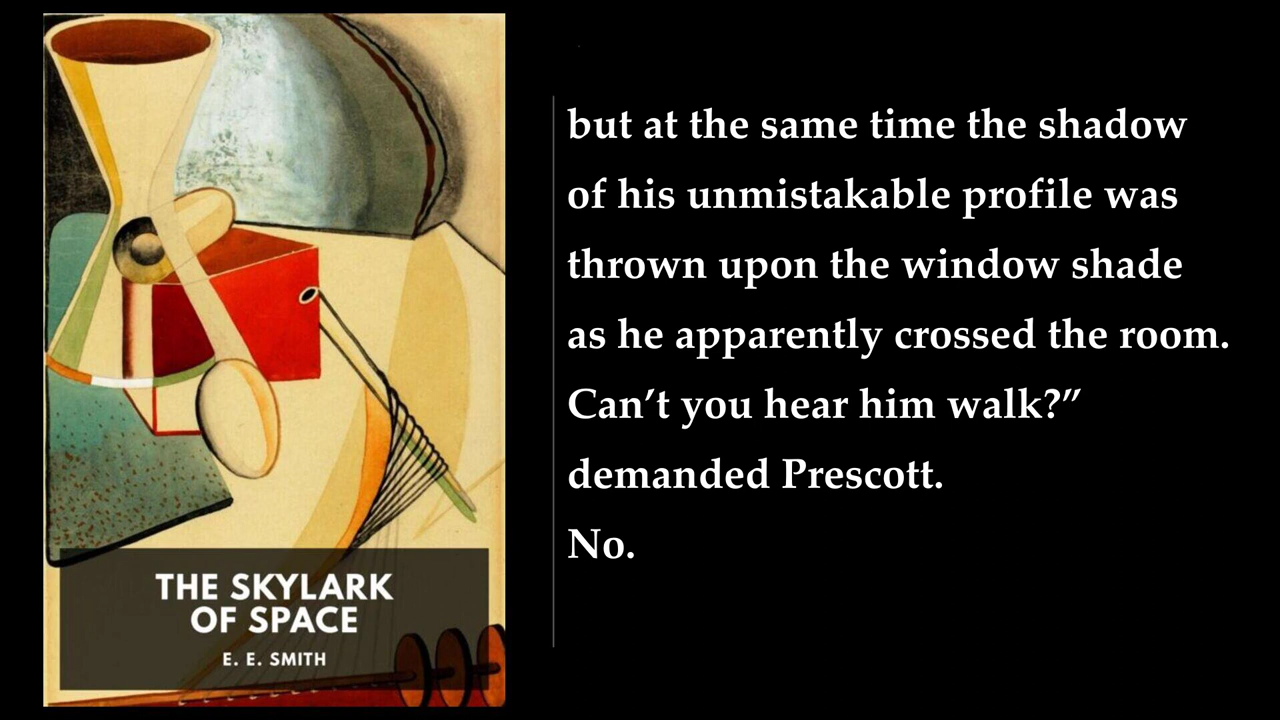 THE SKYLARK
OF SPACE
E. E. SMITH
but at the same time the shadow
of his unmistakable profile was
thrown upon the window shade
as he apparently crossed the room.
Can’t you hear him walk?”
demanded Prescott.
No.